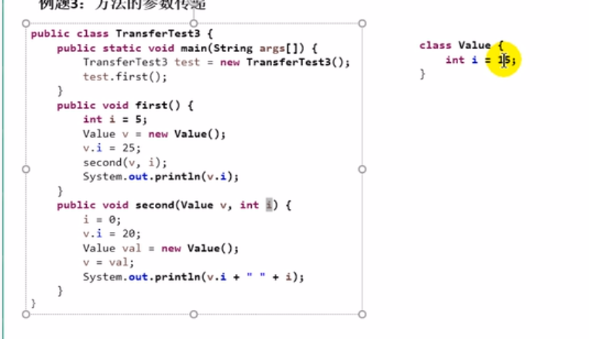 例题3：方法的参数传递
public class TransferTest3 {
    public static void main(String args[]) {
        TransferTest3 test = new TransferTest3();
        test.first();
    }
    public void first() {
        int i = 5;
        Value v = new Value();
        v.i = 25;
        second(v, i);
        System.out.println(v.i);
    }
    public void second(Value v, int i) {
        i = 0;
        v.i = 20;
        Value val = new Value();
        v = val;
        System.out.println(v.i + " " + i);
    }
}
class Value {
    int i = 15;
}